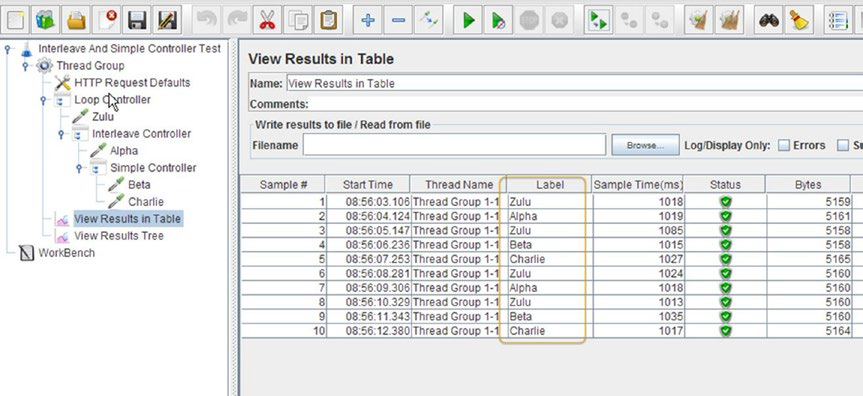 Interleave And Simple Controller Test
Thread Group
HTTP Request Defaults
Loop Controller
Zulu
Interleave Controller
Alpha
Simple Controller
Beta
Charlie
View Results in Table
View Results Tree
WorkBench
View Results in Table
Name: View Results in Table
Comments:
Write results to file / Read from file
Filename Browse... Log/Display Only: Errors Su
Sample # Start Time Thread Name Label Sample Time(ms) Status Bytes
1 08:56:03.106 Thread Group 1-1 Zulu 1018 5159
2 08:56:04.124 Thread Group 1-1 Alpha 1019 5161
3 08:56:05.147 Thread Group 1-1 Zulu 1085 5158
4 08:56:06.236 Thread Group 1-1 Beta 1015 5158
5 08:56:07.253 Thread Group 1-1 Charlie 1027 5165
6 08:56:08.281 Thread Group 1-1 Zulu 1024 5160
7 08:56:09.306 Thread Group 1-1 Alpha 1018 5160
8 08:56:10.329 Thread Group 1-1 Zulu 1013 5160
9 08:56:11.343 Thread Group 1-1 Beta 1035 5160
10 08:56:12.380 Thread Group 1-1 Charlie 1017 5164